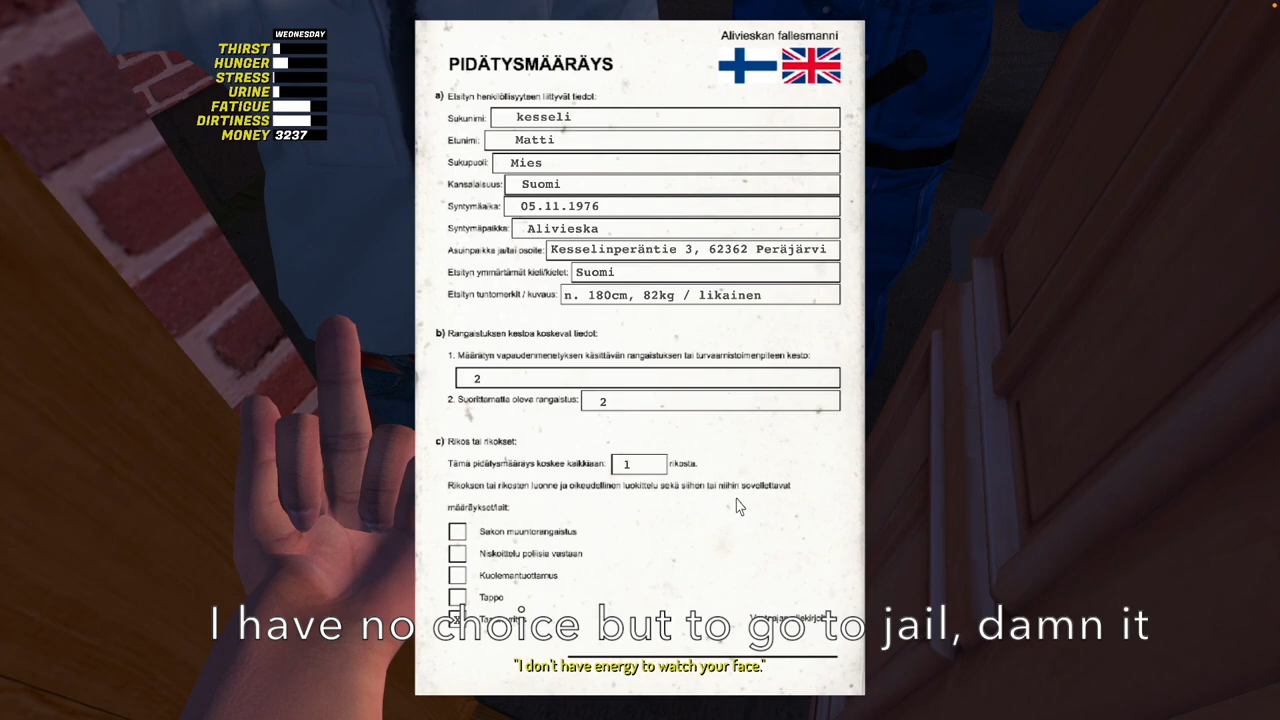 WEDNESDAY
THIRST
HUNGER
STRESS
URINE
FATIGUE
DIRTINESS
MONEY 3237
Alivieskan fallesmanni
PIDÄTYSMÄÄRÄYS
a) Etsityn henkilöllisyyteen liittyvät tiedot:
Sukunimi: kesseli
Etunimi: Matti
Sukupuoli: Mies
Kansalaisuus: Suomi
Syntymäaika: 05.11.1976
Syntymäpaikka: Alivieska
Asuinpaikka ja/tai osoite: Kesselinperäntie 3, 62362 Peräjärvi
Etsityn ymmärtämät kieli/kielet: Suomi
Etsityn tuntomerkit / kuvaus: n. 180cm, 82kg / likainen
b) Rangaistuksen kestoa koskevat tiedot:
1. Määrätyn vapaudenmenetyksen käsittävän rangaistuksen tai turvaamistoimenpiteen kesto:
2
2. Suorittamatta oleva rangaistus: 2
c) Rikos tai rikokset:
Tämä pidätysmääräys koskee kaikkiaan: 1 rikosta.
Rikoksen tai rikosten luonne ja oikeudellinen luokittelu sekä siihen tai niihin sovellettavat
määräykset/lait:
Sakon muuntorangaistus
Niskoittelu poliisia vastaan
Kuolemantuottamus
Tappo
I have no choice but to go to jail, damn it
"I don't have energy to watch your face."